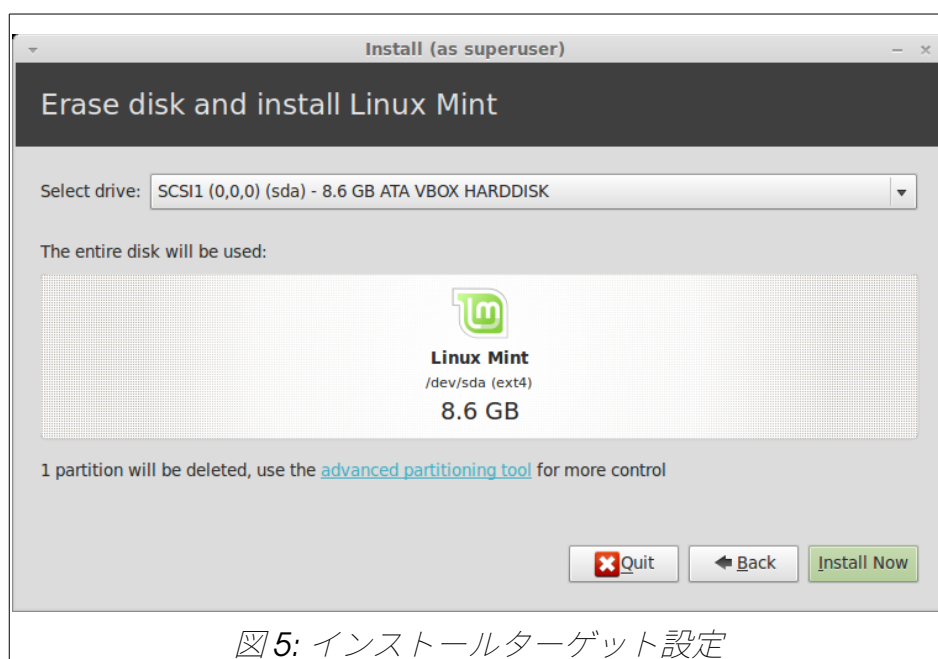 Install (as superuser)
Erase disk and install Linux Mint
Select drive: SCSI1 (0,0,0) (sda) - 8.6 GB ATA VBOX HARDDISK
The entire disk will be used:
Linux Mint
/dev/sda (ext4)
8.6 GB
1 partition will be deleted, use the advanced partitioning tool for more control
Quit Back Install Now
図 5: インストールターゲット設定